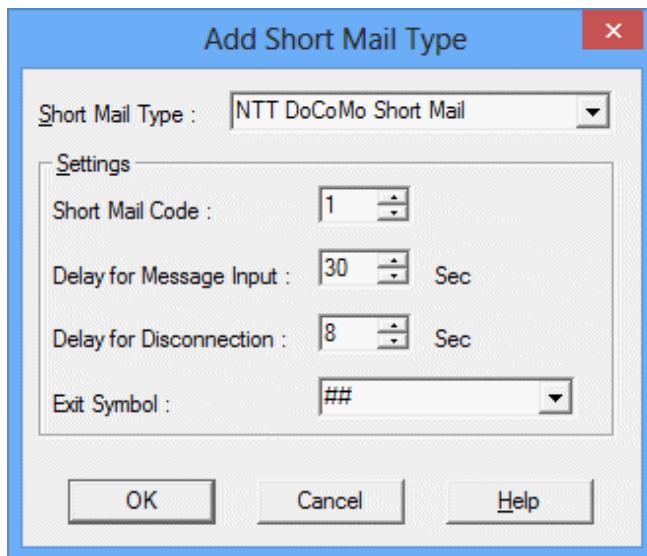 Add Short Mail Type
Short Mail Type : NTT DoCoMo Short Mail
Settings
Short Mail Code : 1
Delay for Message Input : 30 Sec
Delay for Disconnection : 8 Sec
Exit Symbol : ##
OK Cancel Help